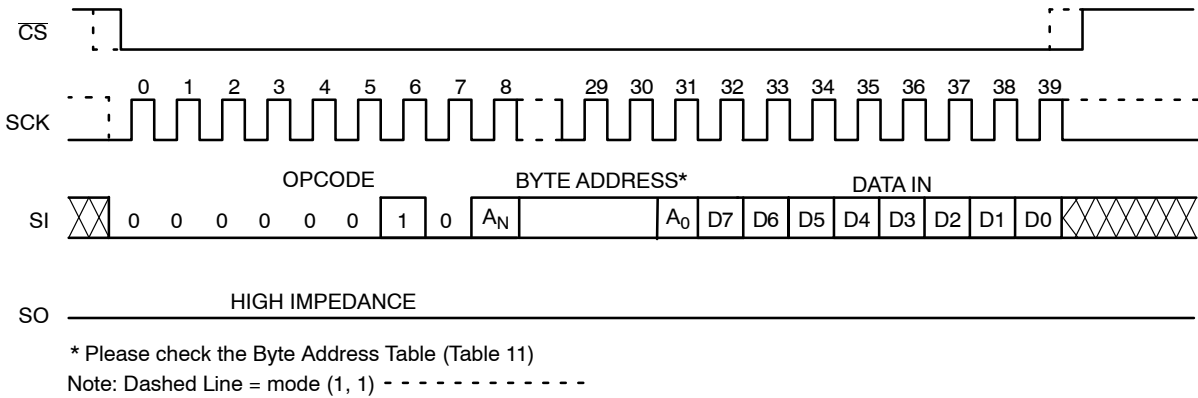 CS
0 1 2 3 4 5 6 7 8 29 30 31 32 33 34 35 36 37 38 39
SCK
OPCODE BYTE ADDRESS* DATA IN
SI 0 0 0 0 0 0 1 0 AN A0 D7 D6 D5 D4 D3 D2 D1 D0
HIGH IMPEDANCE
SO
* Please check the Byte Address Table (Table 11)
Note: Dashed Line = mode (1, 1)